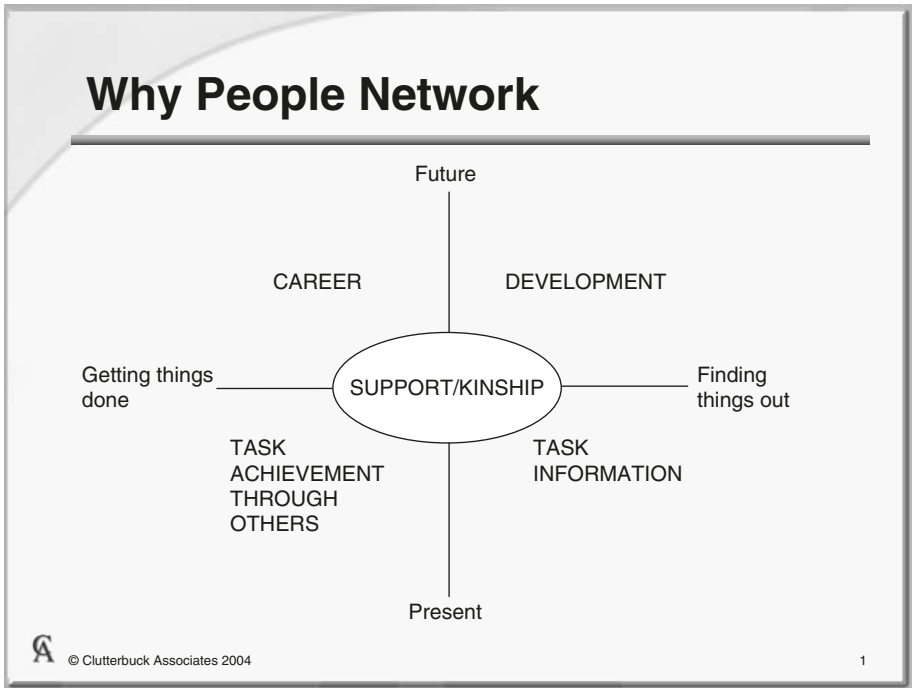 Why People Network
Future
CAREER
DEVELOPMENT
Getting things
done
SUPPORT/KINSHIP
Finding
things out
TASK
ACHIEVEMENT
THROUGH
OTHERS
TASK
INFORMATION
Present
CA © Clutterbuck Associates 2004
1